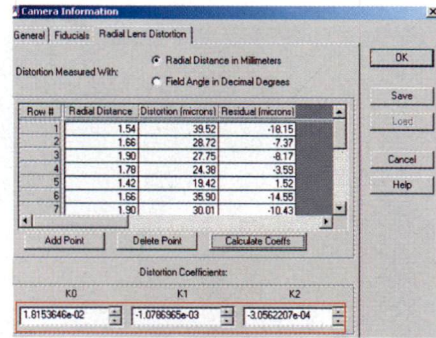 Camera Information
General Fiducials Radial Lens Distortion
Distortion Measured With:
Radial Distance in Millimeters
Field Angle in Decimal Degrees
OK
Save
Load
Cancel
Help
Row # Radial Distance Distortion (microns) Residual (microns)
1 1.54 39.52 -18.15
2 1.66 28.72 -7.37
3 1.90 27.75 -8.17
4 1.78 24.38 -3.59
5 1.42 19.42 1.52
6 1.66 35.90 -14.55
7 1.90 30.01 -10.43
Add Point Delete Point Calculate Coeffs
Distortion Coefficients:
K0 K1 K2
1.8153646e-02 -1.0786965e-03 -3.0562207e-04